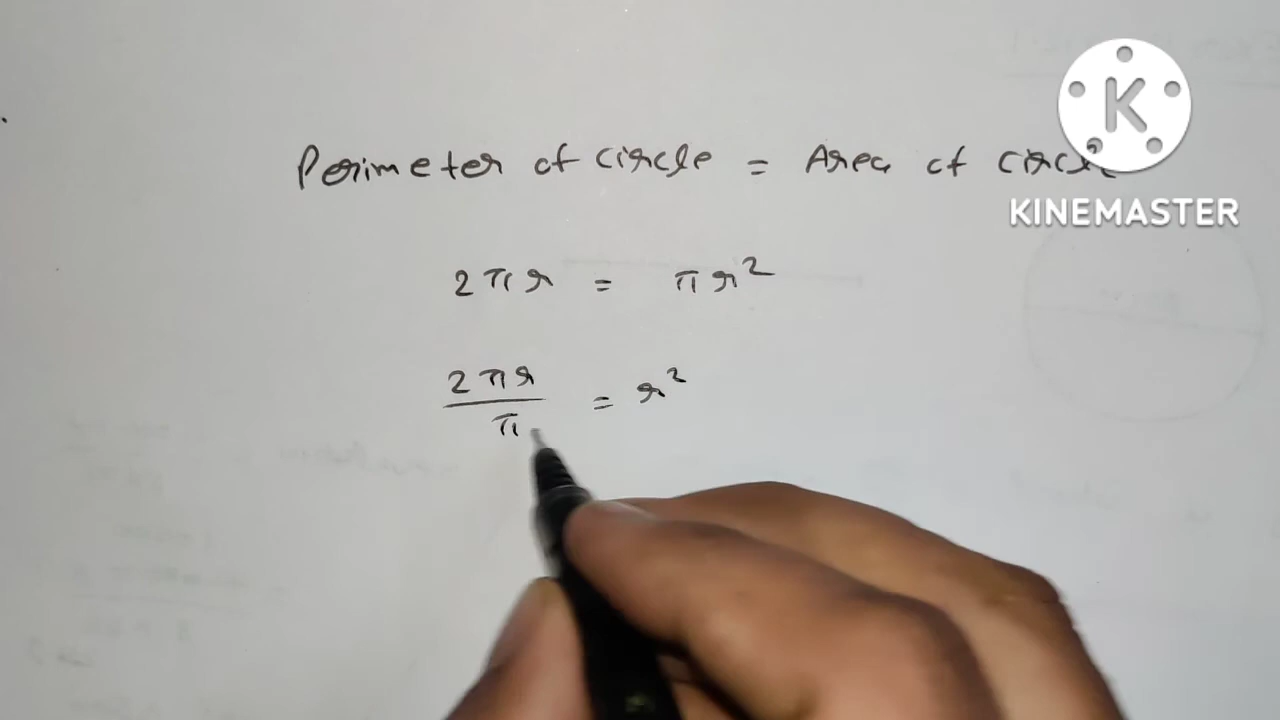 Perimeter of circle = Area of circle
K
KINEMASTER
2πr = πr²
2πr/π = r²